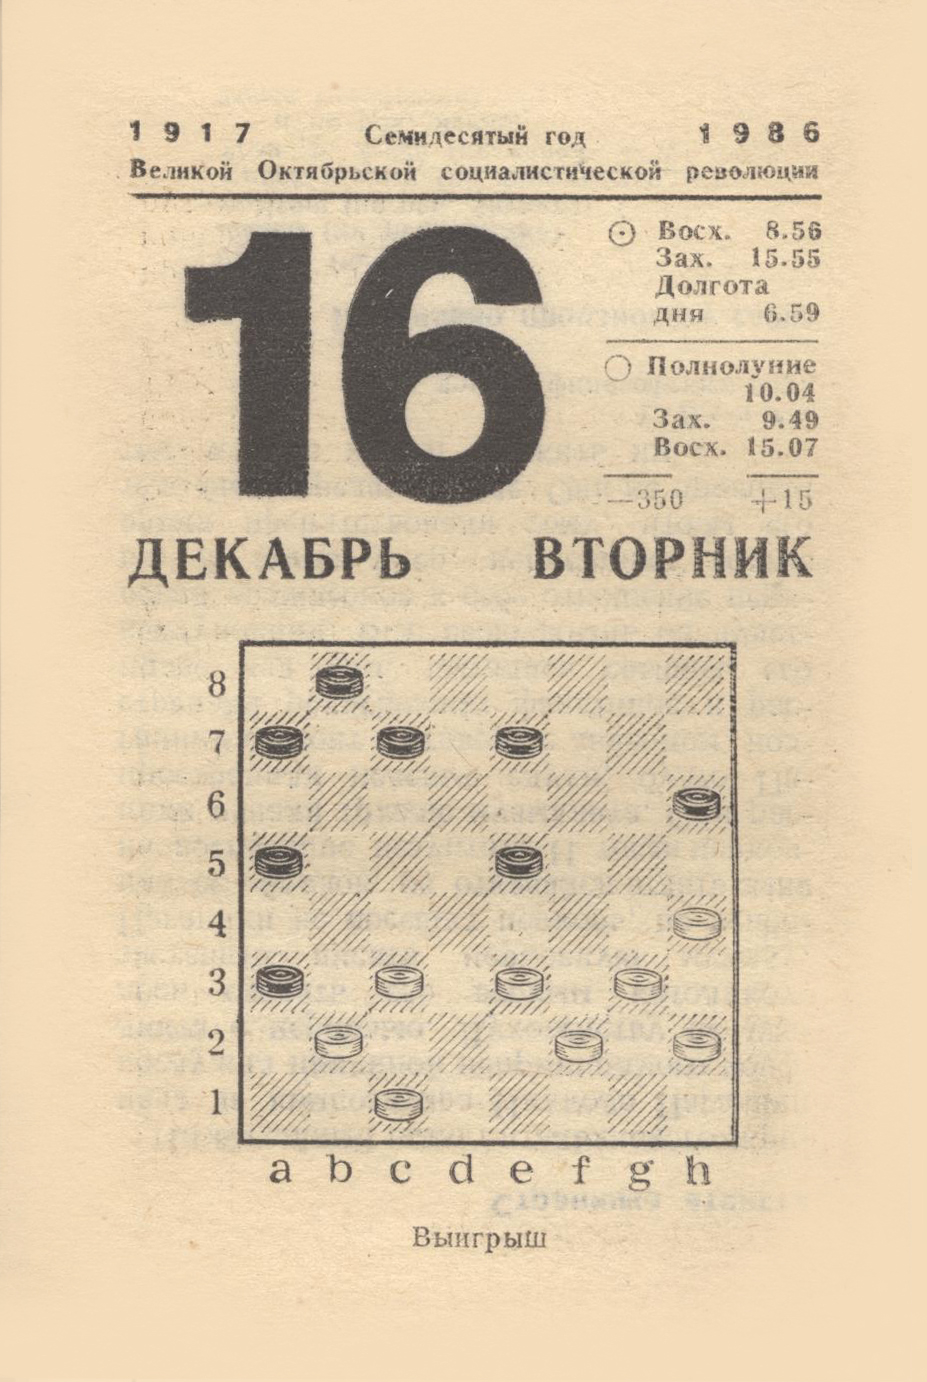 1917 Семидесятый год 1986
Великой Октябрьской социалистической революции
16
Восх. 8.56
Зах. 15.55
Долгота
дня 6.59
Полнолуние
10.04
Зах. 9.49
Восх. 15.07
—350 +15
ДЕКАБРЬ ВТОРНИК
8
7
6
5
4
3
2
1
a b c d e f g h
Выигрыш